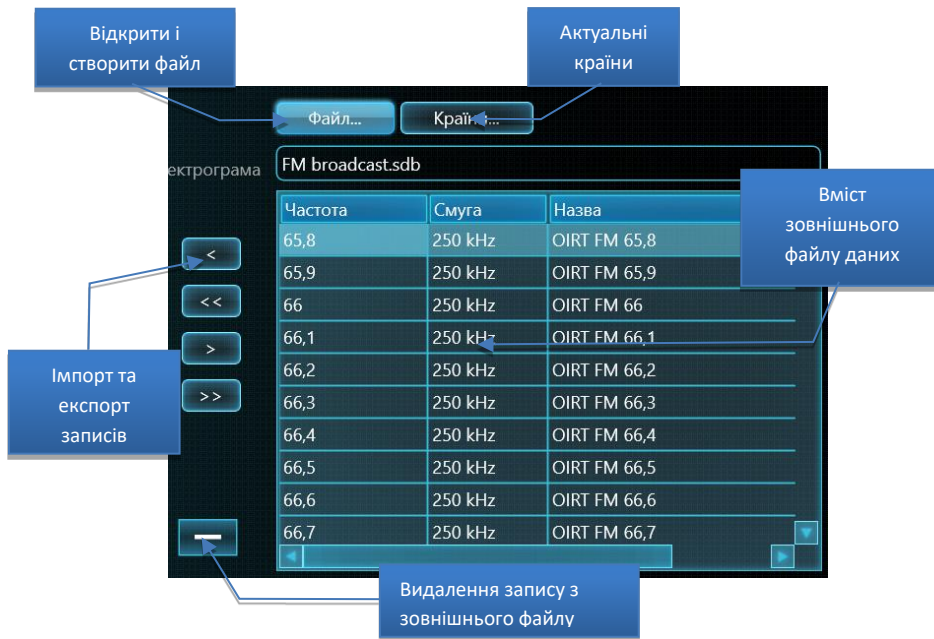 Відкрити і
створити файл
Актуальні
країни
Файл...
Країн...
ектрограма
FM broadcast.sdb
Частота Смуга Назва
65,8 250 kHz OIRT FM 65,8
65,9 250 kHz OIRT FM 65,9
66 250 kHz OIRT FM 66
66,1 250 kHz OIRT FM 66,1
66,2 250 kHz OIRT FM 66,2
66,3 250 kHz OIRT FM 66,3
66,4 250 kHz OIRT FM 66,4
66,5 250 kHz OIRT FM 66,5
66,6 250 kHz OIRT FM 66,6
66,7 250 kHz OIRT FM 66,7
Вміст
зовнішнього
файлу даних
<
<<
>
>>
Імпорт та
експорт
записів
Видалення запису з
зовнішнього файлу